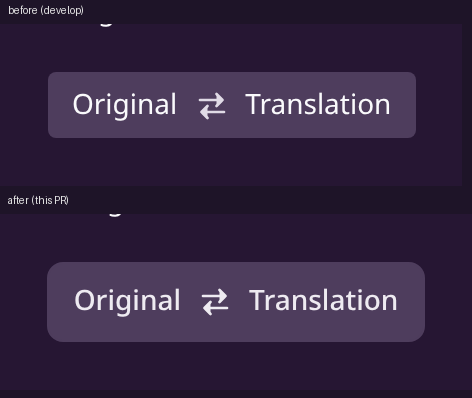 before (develop)
Original ⇄ Translation
after (this PR)
Original ⇄ Translation